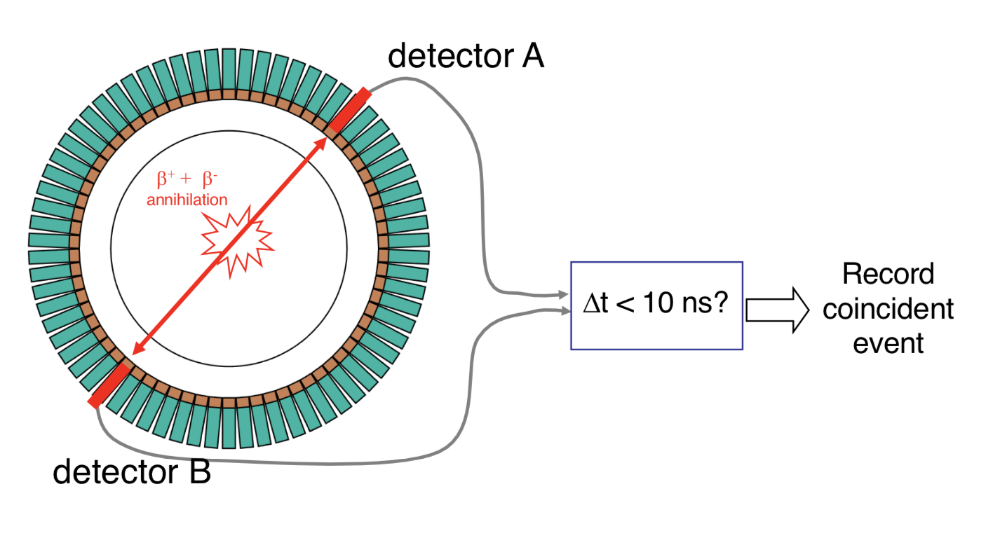 detector A
β⁺ + β⁻
annihilation
Δt < 10 ns?
Record
coincident
event
detector B